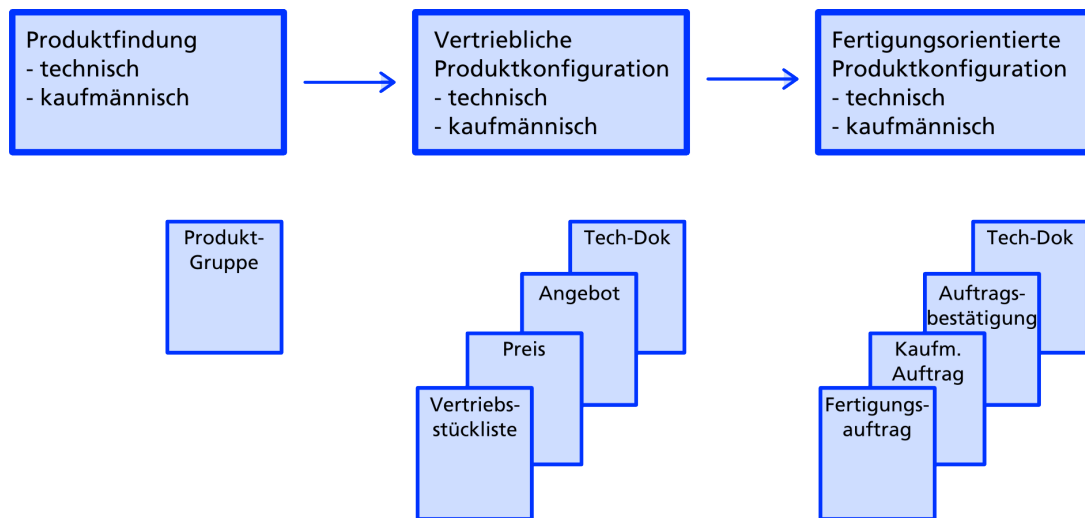 Produktfindung
- technisch
- kaufmännisch
Vertriebliche
Produktkonfiguration
- technisch
- kaufmännisch
Fertigungsorientierte
Produktkonfiguration
- technisch
- kaufmännisch
Produkt-
Gruppe
Tech-Dok
Angebot
Preis
Vertriebs-
stückliste
Tech-Dok
Auftrags-
bestätigung
Kaufm.
Auftrag
Fertigungs-
auftrag